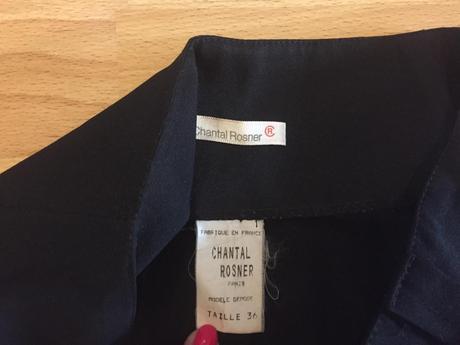 Chantal Rosner R
FABRIQUE EN FRANCE
CHANTAL
ROSNER
PARIS
MODELE DEPOSE
TAILLE 36